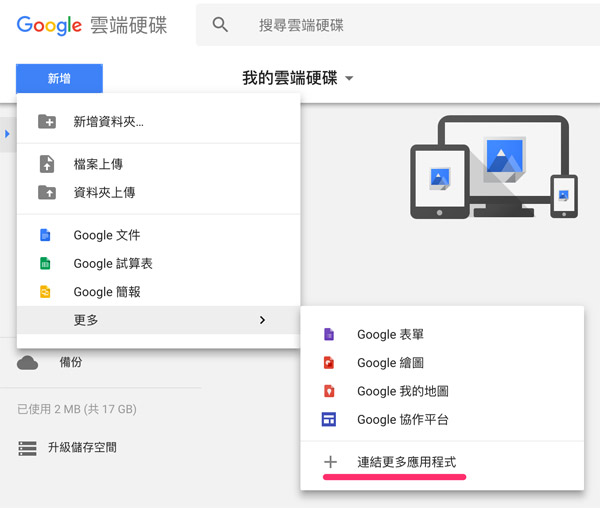 Google 雲端硬碟
搜尋雲端硬碟
新增
我的雲端硬碟
新增資料夾...
檔案上傳
資料夾上傳
Google 文件
Google 試算表
Google 簡報
更多
Google 表單
Google 繪圖
Google 我的地圖
Google 協作平台
連結更多應用程式
備份
已使用 2 MB (共 17 GB)
升級儲存空間